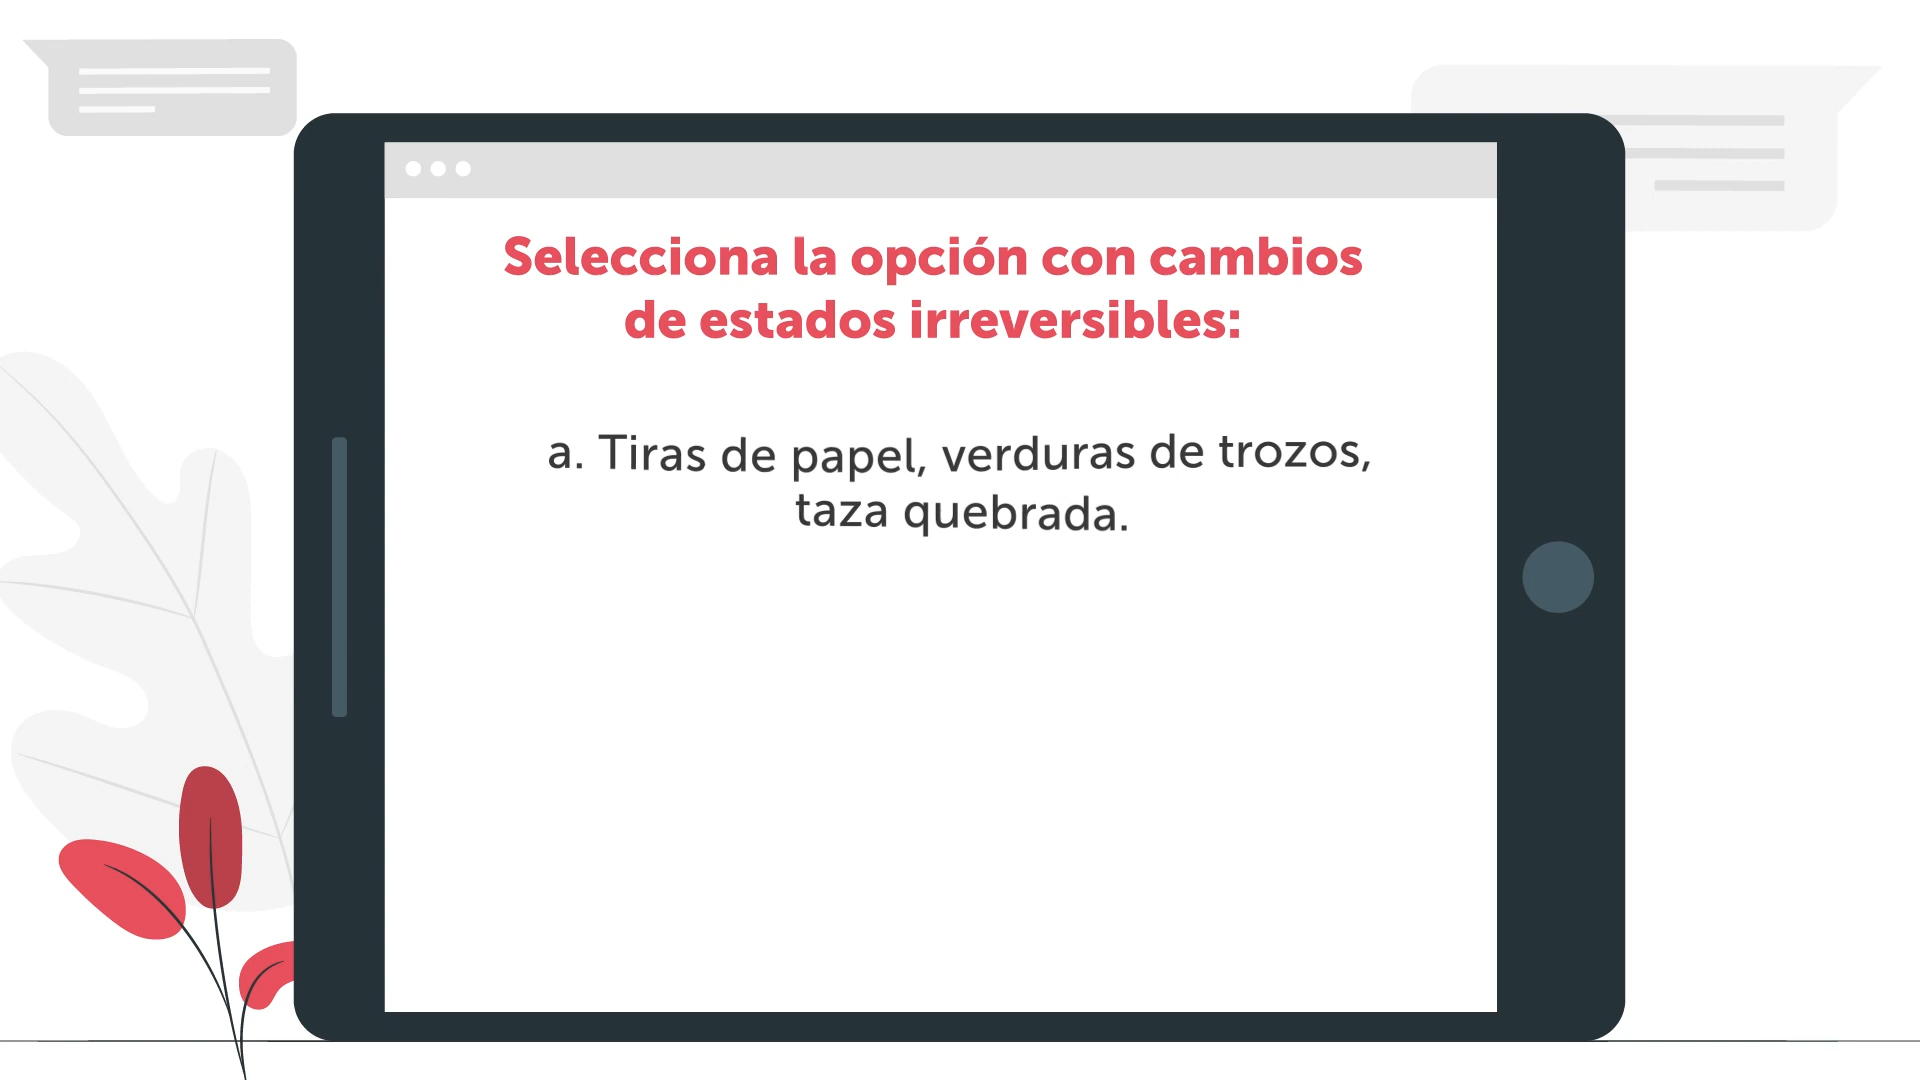 Selecciona la opción con cambios
de estados irreversibles:
a. Tiras de papel, verduras de trozos,
taza quebrada.